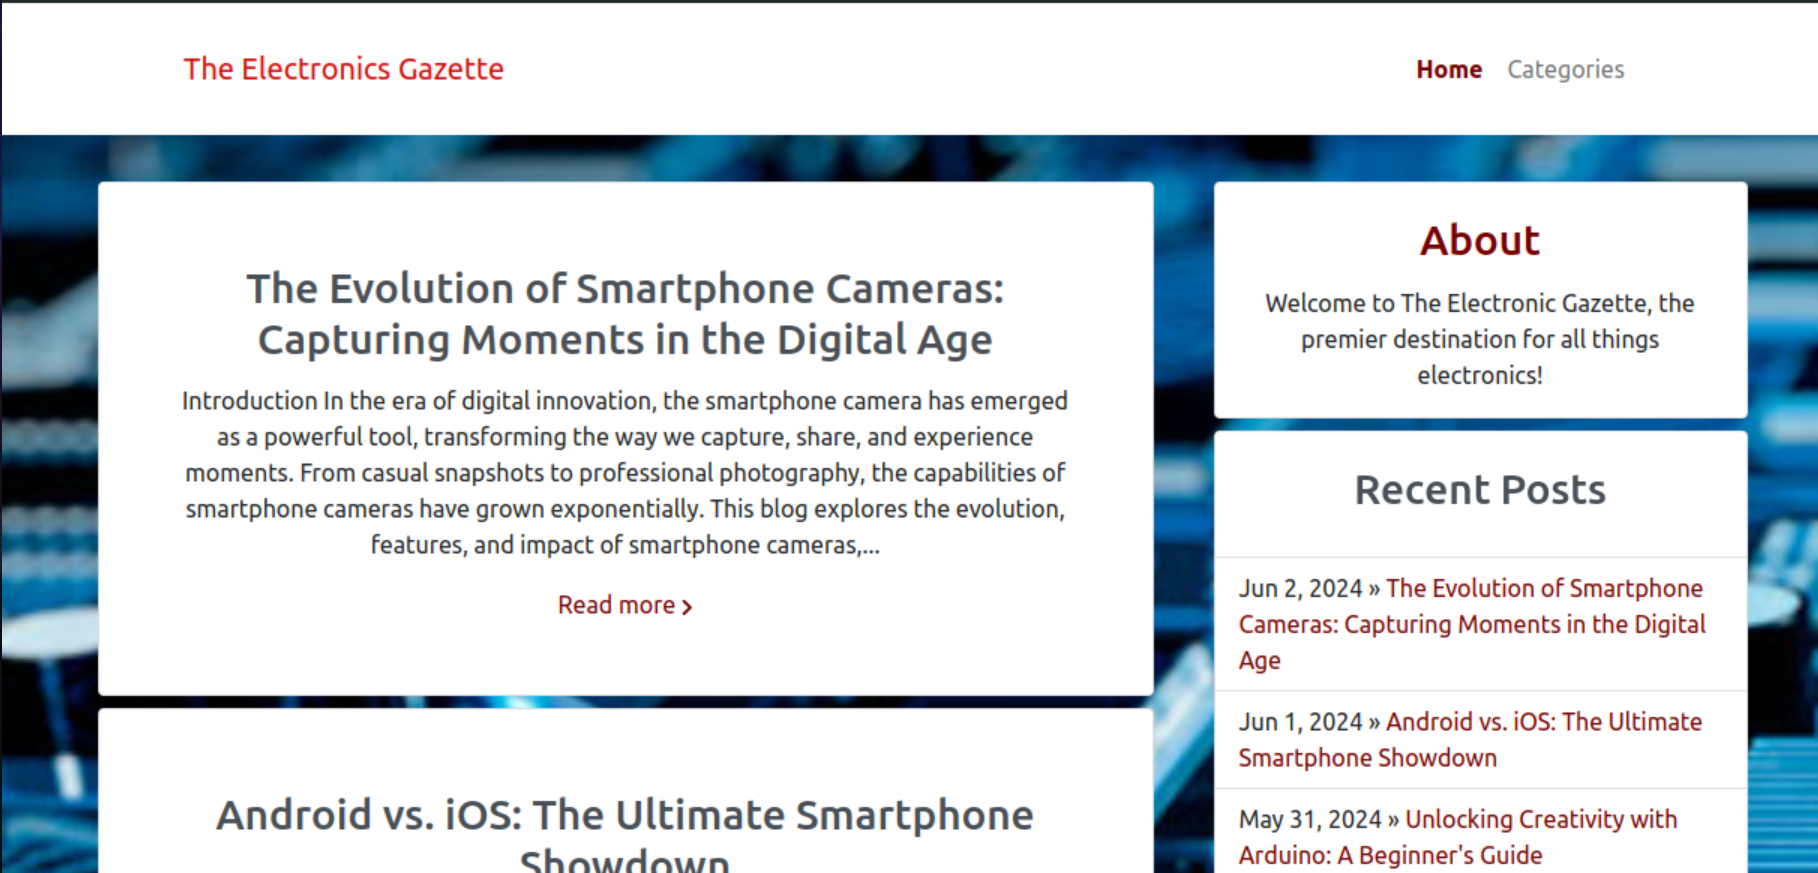 The Electronics Gazette
Home Categories
The Evolution of Smartphone Cameras:
Capturing Moments in the Digital Age
Introduction In the era of digital innovation, the smartphone camera has emerged
as a powerful tool, transforming the way we capture, share, and experience
moments. From casual snapshots to professional photography, the capabilities of
smartphone cameras have grown exponentially. This blog explores the evolution,
features, and impact of smartphone cameras,...
Read more
Android vs. iOS: The Ultimate Smartphone
Showdown
About
Welcome to The Electronic Gazette, the
premier destination for all things
electronics!
Recent Posts
Jun 2, 2024 » The Evolution of Smartphone
Cameras: Capturing Moments in the Digital
Age
Jun 1, 2024 » Android vs. iOS: The Ultimate
Smartphone Showdown
May 31, 2024 » Unlocking Creativity with
Arduino: A Beginner's Guide